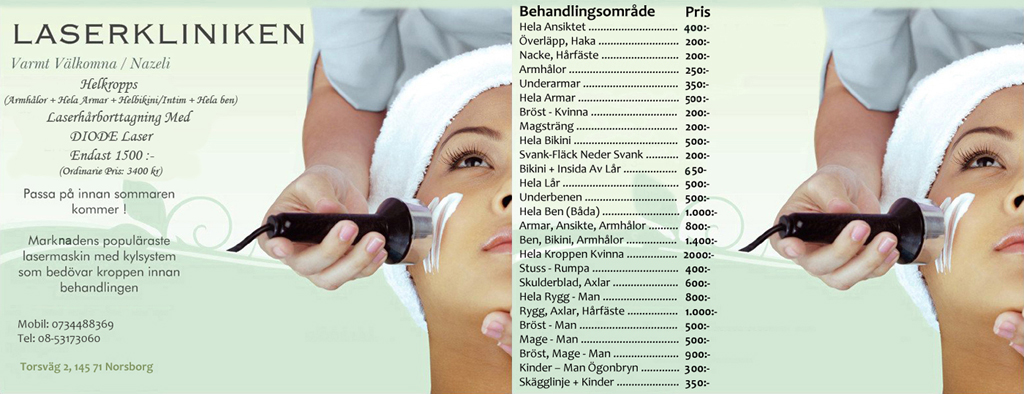 LASERKLINIKEN
Varmt Välkomna / Nazeli
Helkropps
(Armhålor + Hela Armar + Helbikini/Intim + Hela ben)
Laserhårborttagning Med
DIODE Laser
Endast 1500 :-
(Ordinarie Pris: 3400 kr)
Passa på innan sommaren
kommer !
Marknadens populäraste
lasermaskin med kylsystem
som bedövar kroppen innan
behandlingen
Mobil: 0734488369
Tel: 08-53173060
Torsväg 2, 145 71 Norsborg
Behandlingsområde Pris
Hela Ansiktet .............................. 400:-
Överläpp, Haka ........................... 200:-
Nacke, Hårfäste .......................... 200:-
Armhålor ..................................... 250:-
Underarmar ................................ 350:-
Hela Armar .................................. 500:-
Bröst - Kvinna ............................. 200:-
Magsträng ................................... 200:-
Hela Bikini ................................... 500:-
Svank-Fläck Neder Svank ........... 200:-
Bikini + Insida Av Lår .................. 650-
Hela Lår ....................................... 500:-
Underbenen ................................ 500:-
Hela Ben (Båda) .......................... 1.000:-
Armar, Ansikte, Armhålor ........... 800:-
Ben, Bikini, Armhålor .................. 1.400:-
Hela Kroppen Kvinna .................. 2000:-
Stuss - Rumpa ............................. 400:-
Skulderblad, Axlar ....................... 600:-
Hela Rygg - Man .......................... 800:-
Rygg, Axlar, Hårfäste .................. 1.000:-
Bröst - Man ................................. 500:-
Mage - Man ................................. 500:-
Bröst, Mage - Man ...................... 900:-
Kinder – Man Ögonbryn ............. 300:-
Skägglinje + Kinder ..................... 350:-